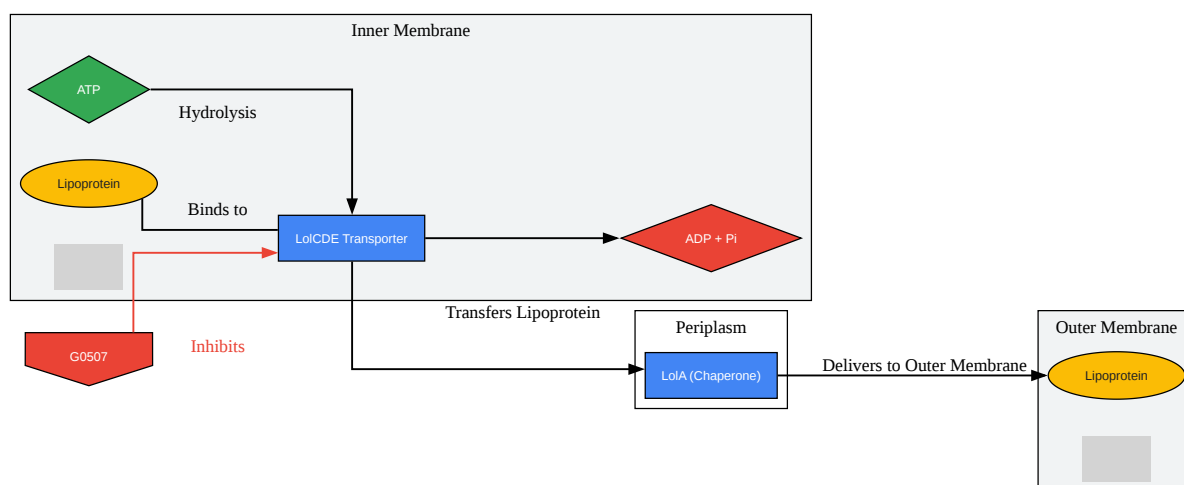 Inner Membrane
ATP
Hydrolysis
Lipoprotein
Binds to
LolCDE Transporter
ADP + Pi
Transfers Lipoprotein
G0507
Inhibits
Periplasm
LolA (Chaperone)
Delivers to Outer Membrane
Outer Membrane
Lipoprotein